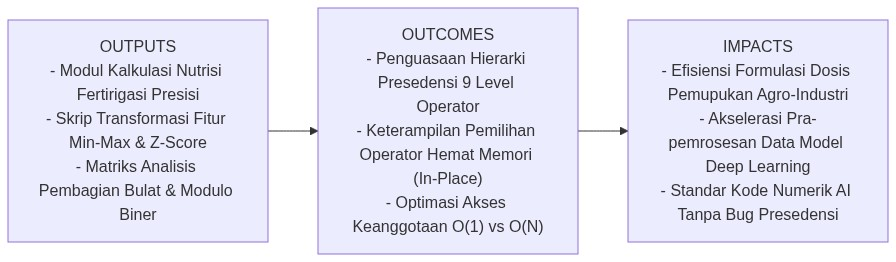 OUTPUTS
- Modul Kalkulasi Nutrisi
Fertirigasi Presisi
- Skrip Transformasi Fitur
Min-Max & Z-Score
- Matriks Analisis
Pembagian Bulat & Modulo
Biner
OUTCOMES
- Penguasaan Hierarki
Presedensi 9 Level
Operator
- Keterampilan Pemilihan
Operator Hemat Memori
(In-Place)
- Optimasi Akses
Keanggotaan O(1) vs O(N)
IMPACTS
- Efisiensi Formulasi Dosis
Pemupukan Agro-Industri
- Akselerasi Pra-
pemrosesan Data Model
Deep Learning
- Standar Kode Numerik AI
Tanpa Bug Presedensi